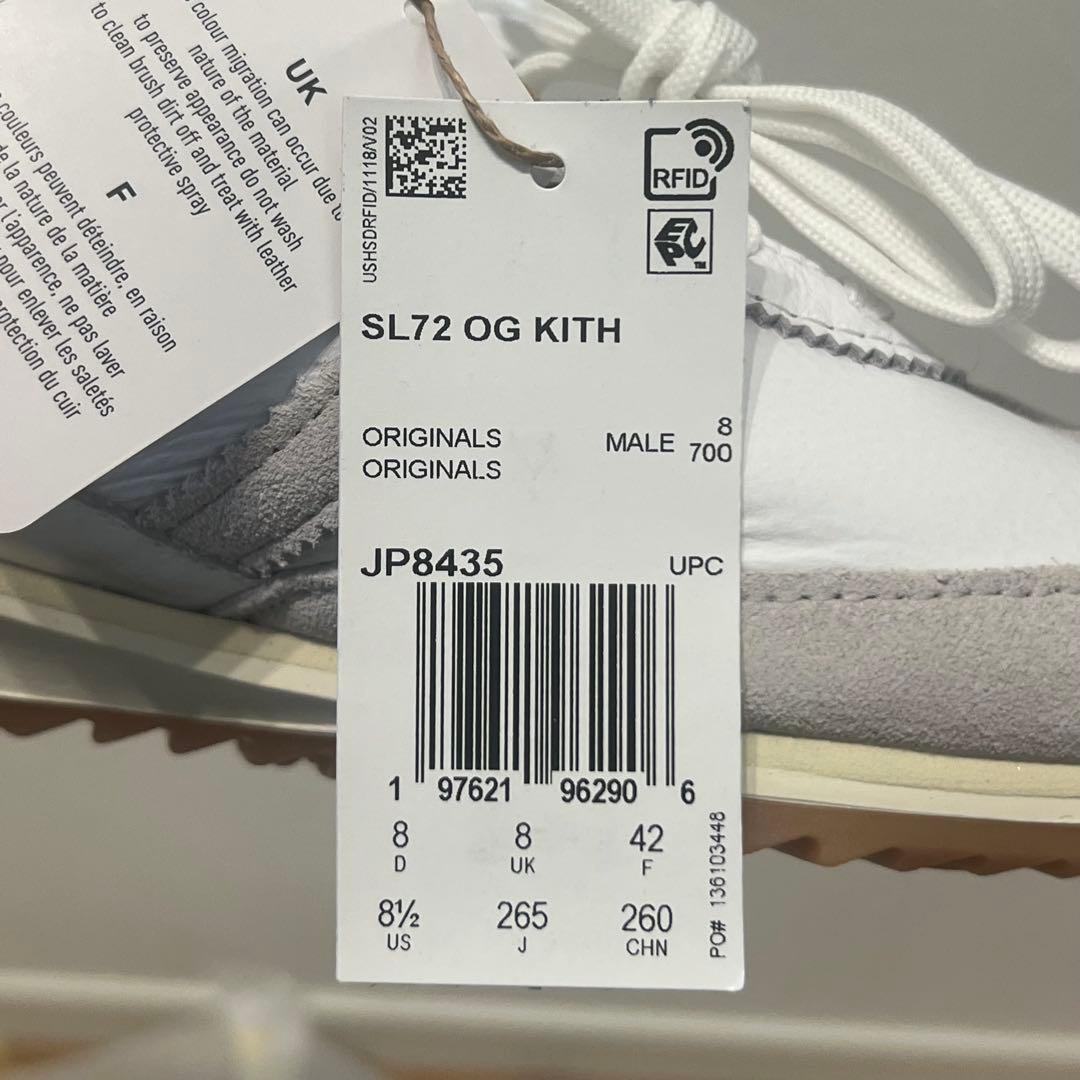 colour migration can occur due to
nature of the material
to preserve appearance do not wash
to clean brush dirt off and treat with leather
protective spray
UK
F
couleurs peuvent déteindre, en raison
de la nature de la matière
l'apparence, ne pas laver
pour enlever les saletés
protection du cuir
USHSDRFID/1118/V02
RFID
EPC
TM
SL72 OG KITH
ORIGINALS
ORIGINALS
MALE
8
700
JP8435
UPC
1 97621 96290 6
8 8 42
D UK F
8½ 265 260
US J CHN
PO# 136103448